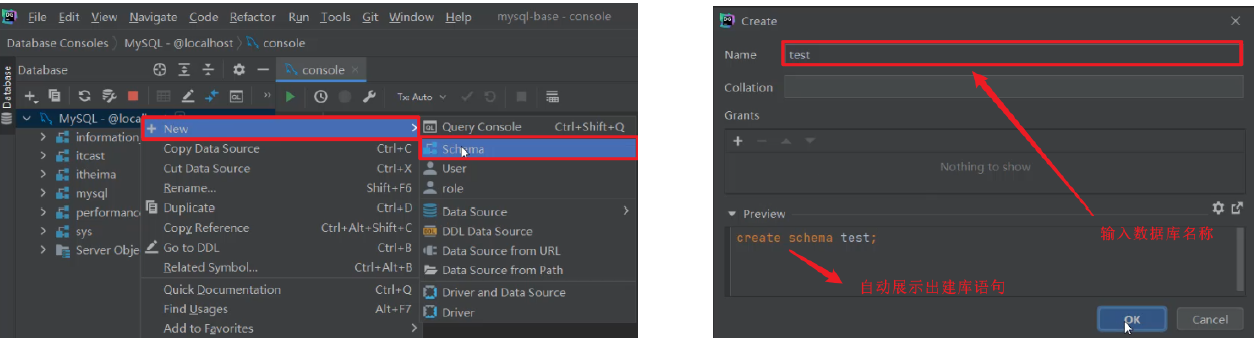 File Edit View Navigate Code Refactor Run Tools Git Window Help mysql-base - console
Database Consoles MySQL - @localhost console
Database
Database
console
Tx: Auto
MySQL - @local
information
itcast
itheima
mysql
performanc
sys
Server Obje
New
Copy Data Source Ctrl+C
Cut Data Source Ctrl+X
Rename... Shift+F6
Duplicate Ctrl+D
Copy Reference Ctrl+Alt+Shift+C
Go to DDL Ctrl+B
Related Symbol... Ctrl+Alt+B
Quick Documentation Ctrl+Q
Find Usages Alt+F7
Add to Favorites
Query Console Ctrl+Shift+Q
Schema
User
role
Data Source
DDL Data Source
Data Source from URL
Data Source from Path
Driver and Data Source
Driver
Create
Name test
Collation
Grants
Nothing to show
Preview
create schema test;
输入数据库名称
自动展示出建库语句
OK Cancel